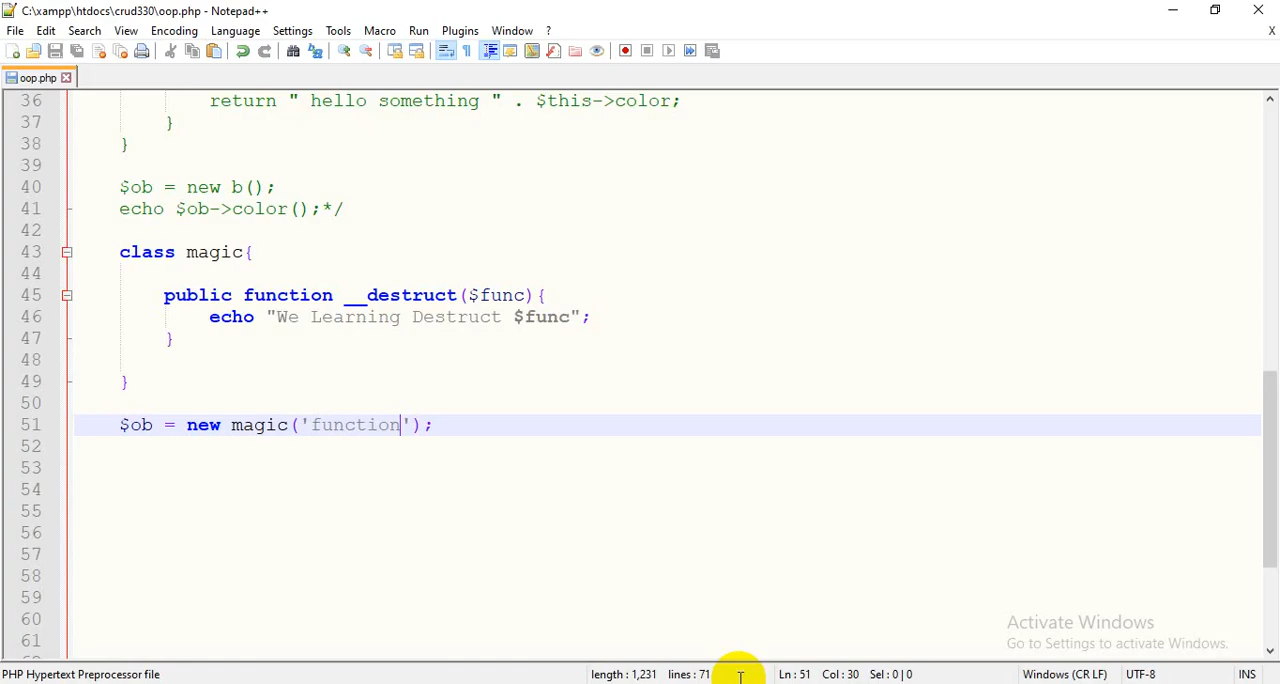 C:\xampp\htdocs\crud330\oop.php - Notepad++
File Edit Search View Encoding Language Settings Tools Macro Run Plugins Window ? X
oop.php
36 return " hello something " . $this->color;
37 }
38 }
39
40 $ob = new b();
41 echo $ob->color();*/
42
43 class magic{
44
45 public function __destruct($func){
46 echo "We Learning Destruct $func";
47 }
48
49 }
50
51 $ob = new magic('function');
52
53
54
55
56
57
58
59
60
61
Activate Windows
Go to Settings to activate Windows.
PHP Hypertext Preprocessor file length : 1,231 lines : 71 Ln : 51 Col : 30 Sel : 0 | 0 Windows (CR LF) UTF-8 INS